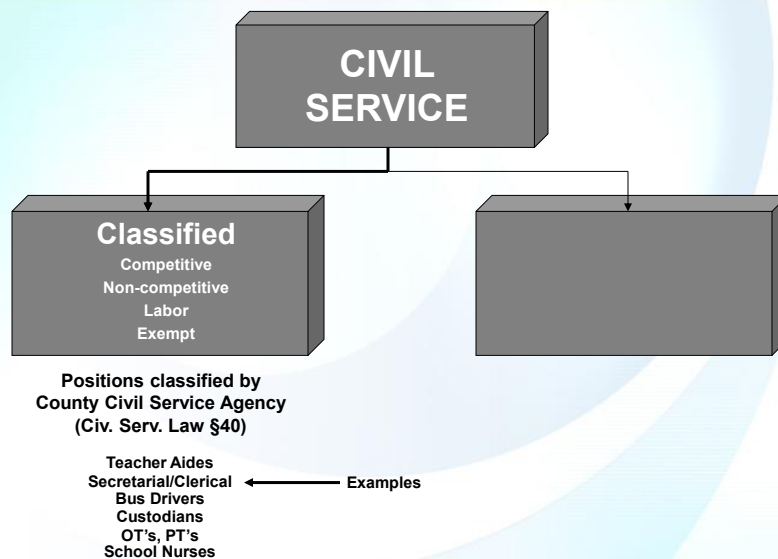 CIVIL
SERVICE
Classified
Competitive
Non-competitive
Labor
Exempt
Positions classified by
County Civil Service Agency
(Civ. Serv. Law §40)
Teacher Aides
Secretarial/Clerical
Examples
Bus Drivers
Custodians
OT's, PT's
School Nurses